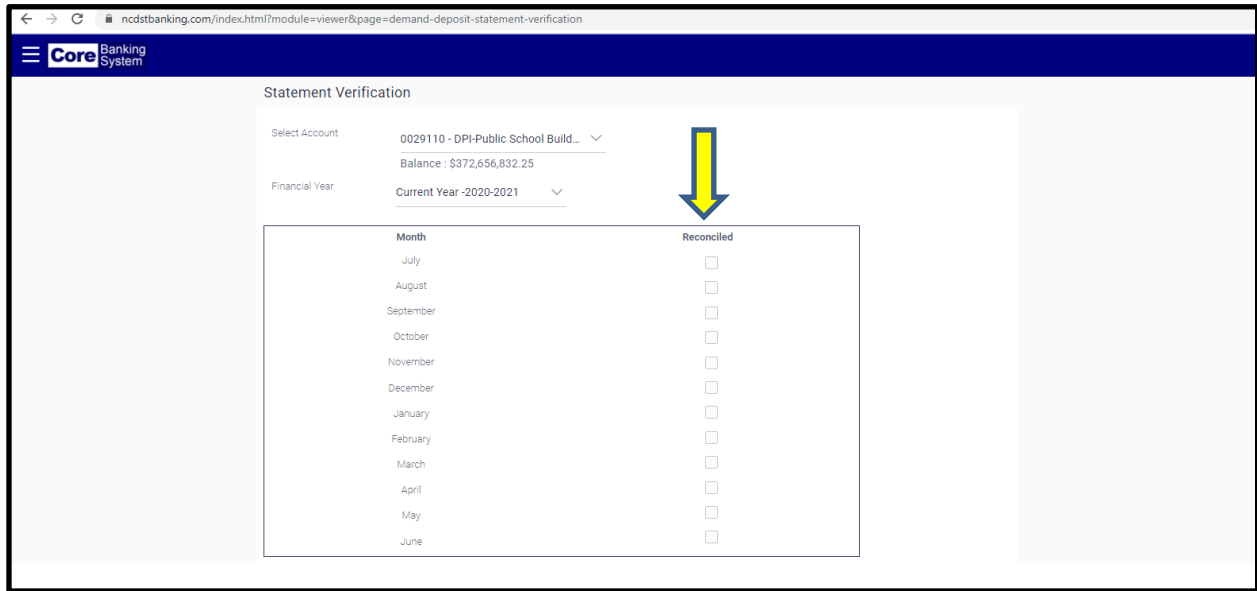 ncdstbanking.com/index.html?module=viewer&page=demand-deposit-statement-verification
Core Banking System
Statement Verification
Select Account 0029110 - DPI-Public School Build...
Balance : $372,656,832.25
Financial Year Current Year -2020-2021
Month Reconciled
July
August
September
October
November
December
January
February
March
April
May
June